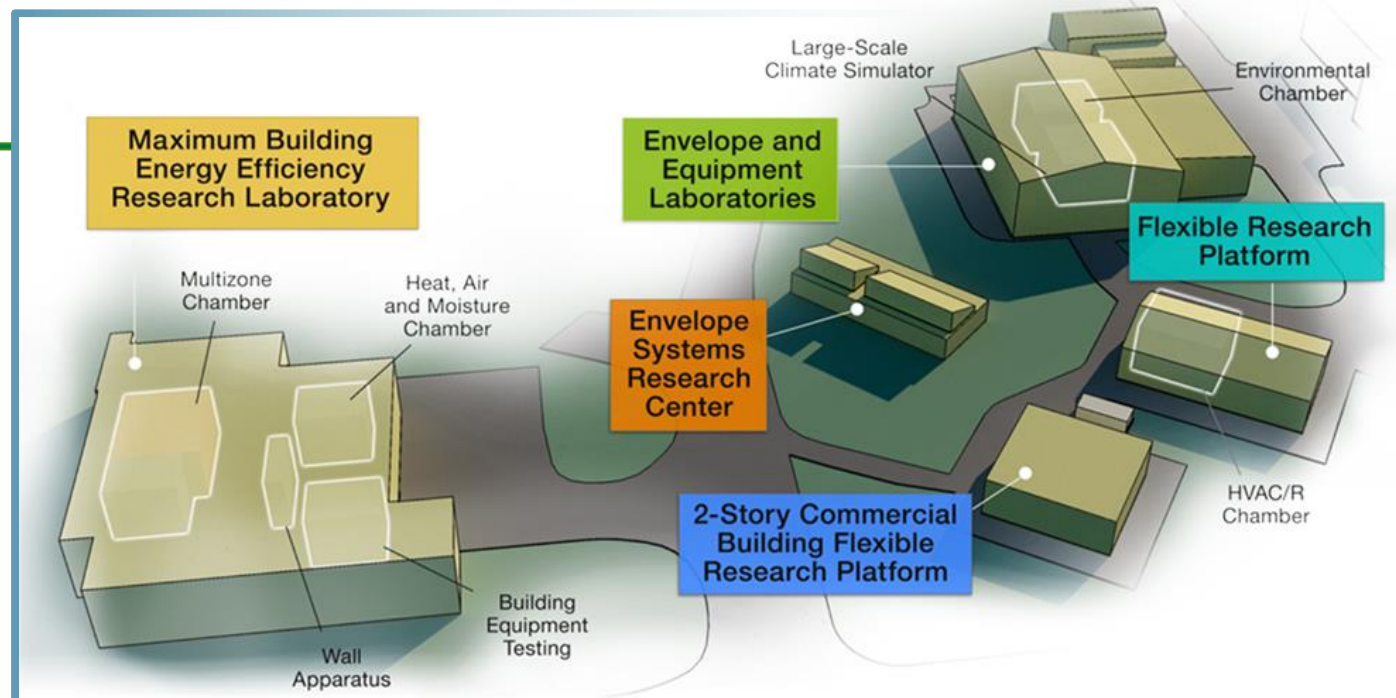 Maximum Building
Energy Efficiency
Research Laboratory
Multizone
Chamber
Heat, Air
and Moisture
Chamber
Wall
Apparatus
Building
Equipment
Testing
Large-Scale
Climate Simulator
Environmental
Chamber
Envelope and
Equipment
Laboratories
Flexible Research
Platform
Envelope
Systems
Research
Center
HVAC/R
Chamber
2-Story Commercial
Building Flexible
Research Platform